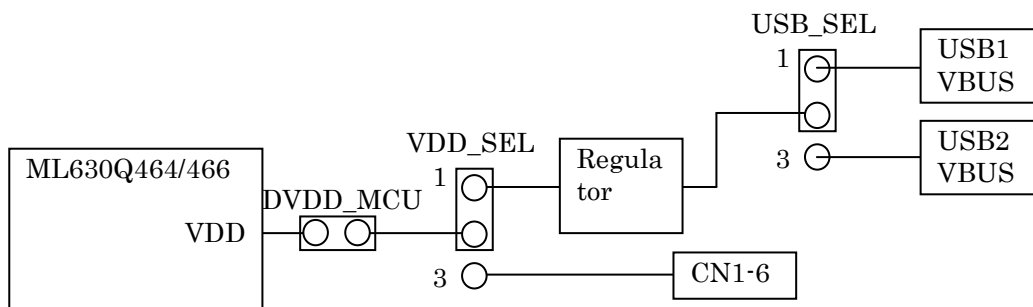 USB_SEL
1
USB1
VBUS
VDD_SEL
Regula
tor
USB2
VBUS
3
ML630Q464/466
1
DVDD_MCU
VDD
3
CN1-6